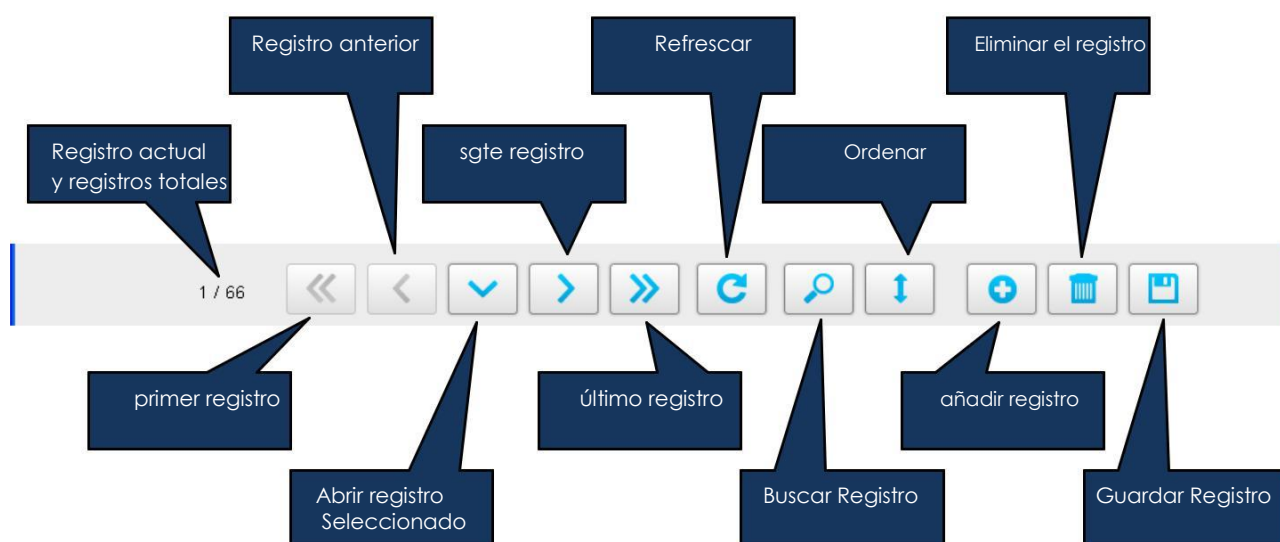 Registro anterior
Refrescar
Eliminar el registro
Registro actual
y registros totales
sgte registro
Ordenar
1 / 66
primer registro
último registro
añadir registro
Abrir registro
Seleccionado
Buscar Registro
Guardar Registro